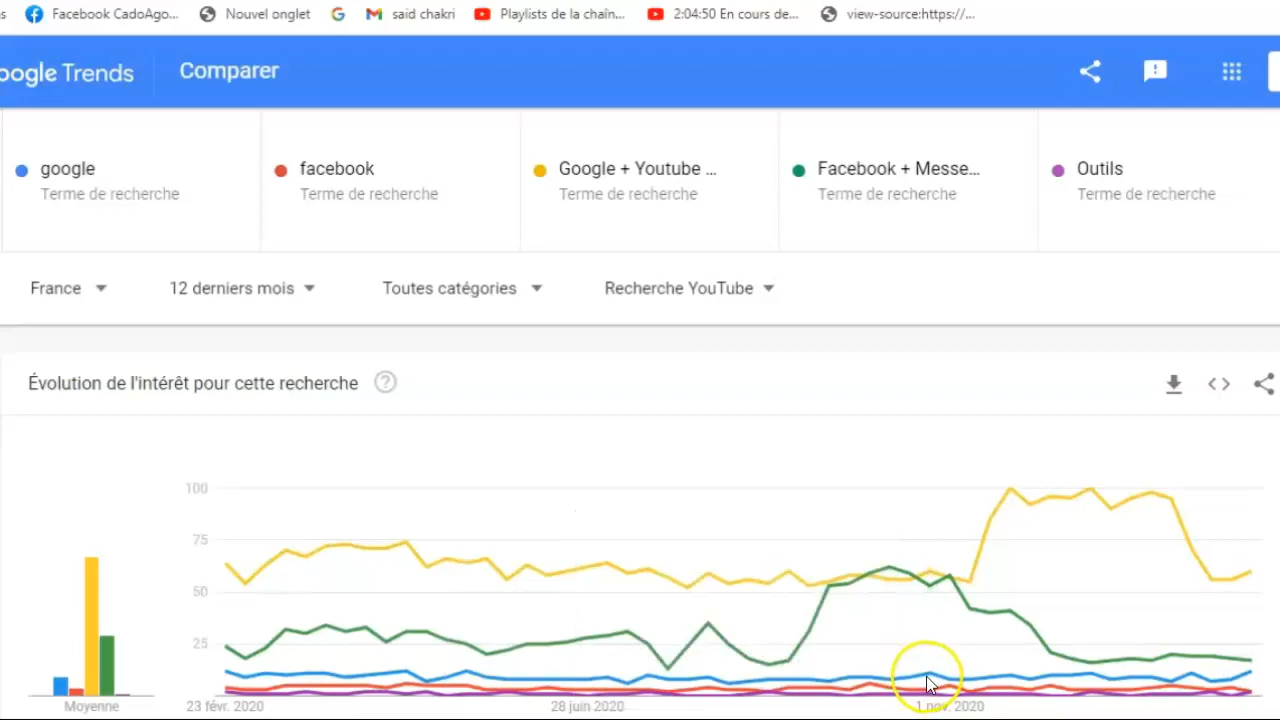 s Facebook CadoAgo... Nouvel onglet said chakri Playlists de la chaîn... 2:04:50 En cours de... view-source:https://...
oogle Trends Comparer
google facebook Google + Youtube ... Facebook + Messe... Outils
Terme de recherche Terme de recherche Terme de recherche Terme de recherche Terme de recherche
France 12 derniers mois Toutes catégories Recherche YouTube
Évolution de l'intérêt pour cette recherche ?
100
75
50
25
Moyenne 23 févr. 2020 28 juin 2020 1 nov. 2020